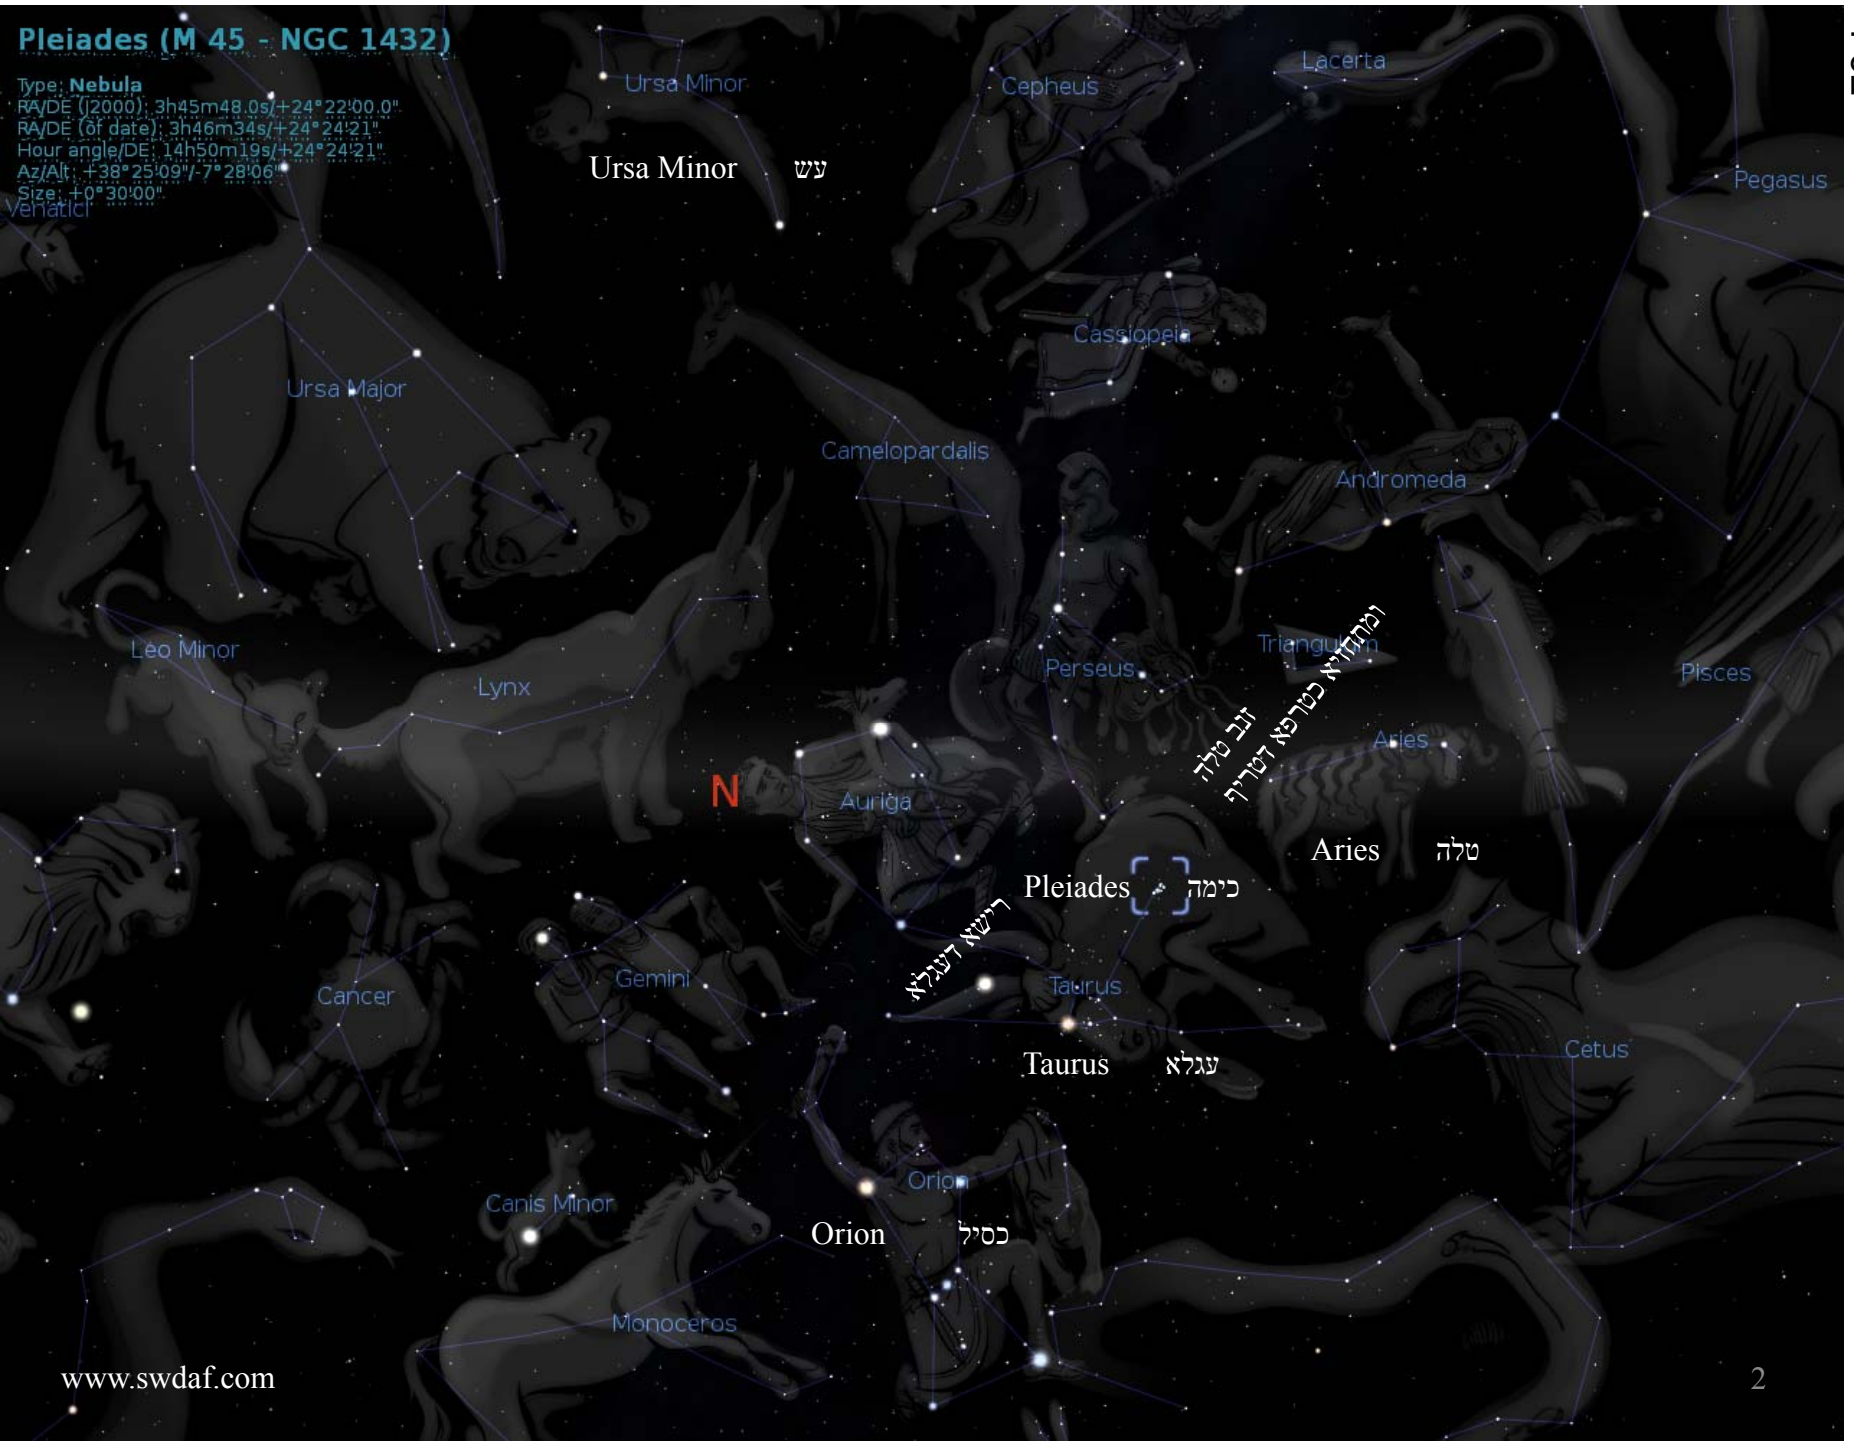 Pleiades (M 45 - NGC 1432)
Type: Nebula
RA/DE (J2000): 3h45m48.0s/+24°22'00.0"
RA/DE (of date): 3h46m34s/+24°24'21"
Hour angle/DE: 14h50m19s/+24°24'21"
Az/Alt: +38°25'09"/-7°28'06"
Size: +0°30'00"
Venatici
Ursa Minor
Cepheus
Lacerta
Ursa Minor עש
Pegasus
Cassiopeia
Ursa Major
Camelopardalis
Andromeda
Leo Minor
Lynx
Perseus
Triangulum
Pisces
ומתחזיא כטרפא דטריף
זנב טלה
Aries
N
Auriga
Aries טלה
Pleiades כימה
רישא דעגלא
Gemini
Cancer
Taurus
Cetus
Taurus עגלא
Canis Minor
Orion
Orion כסיל
Monoceros
www.swdaf.com
2